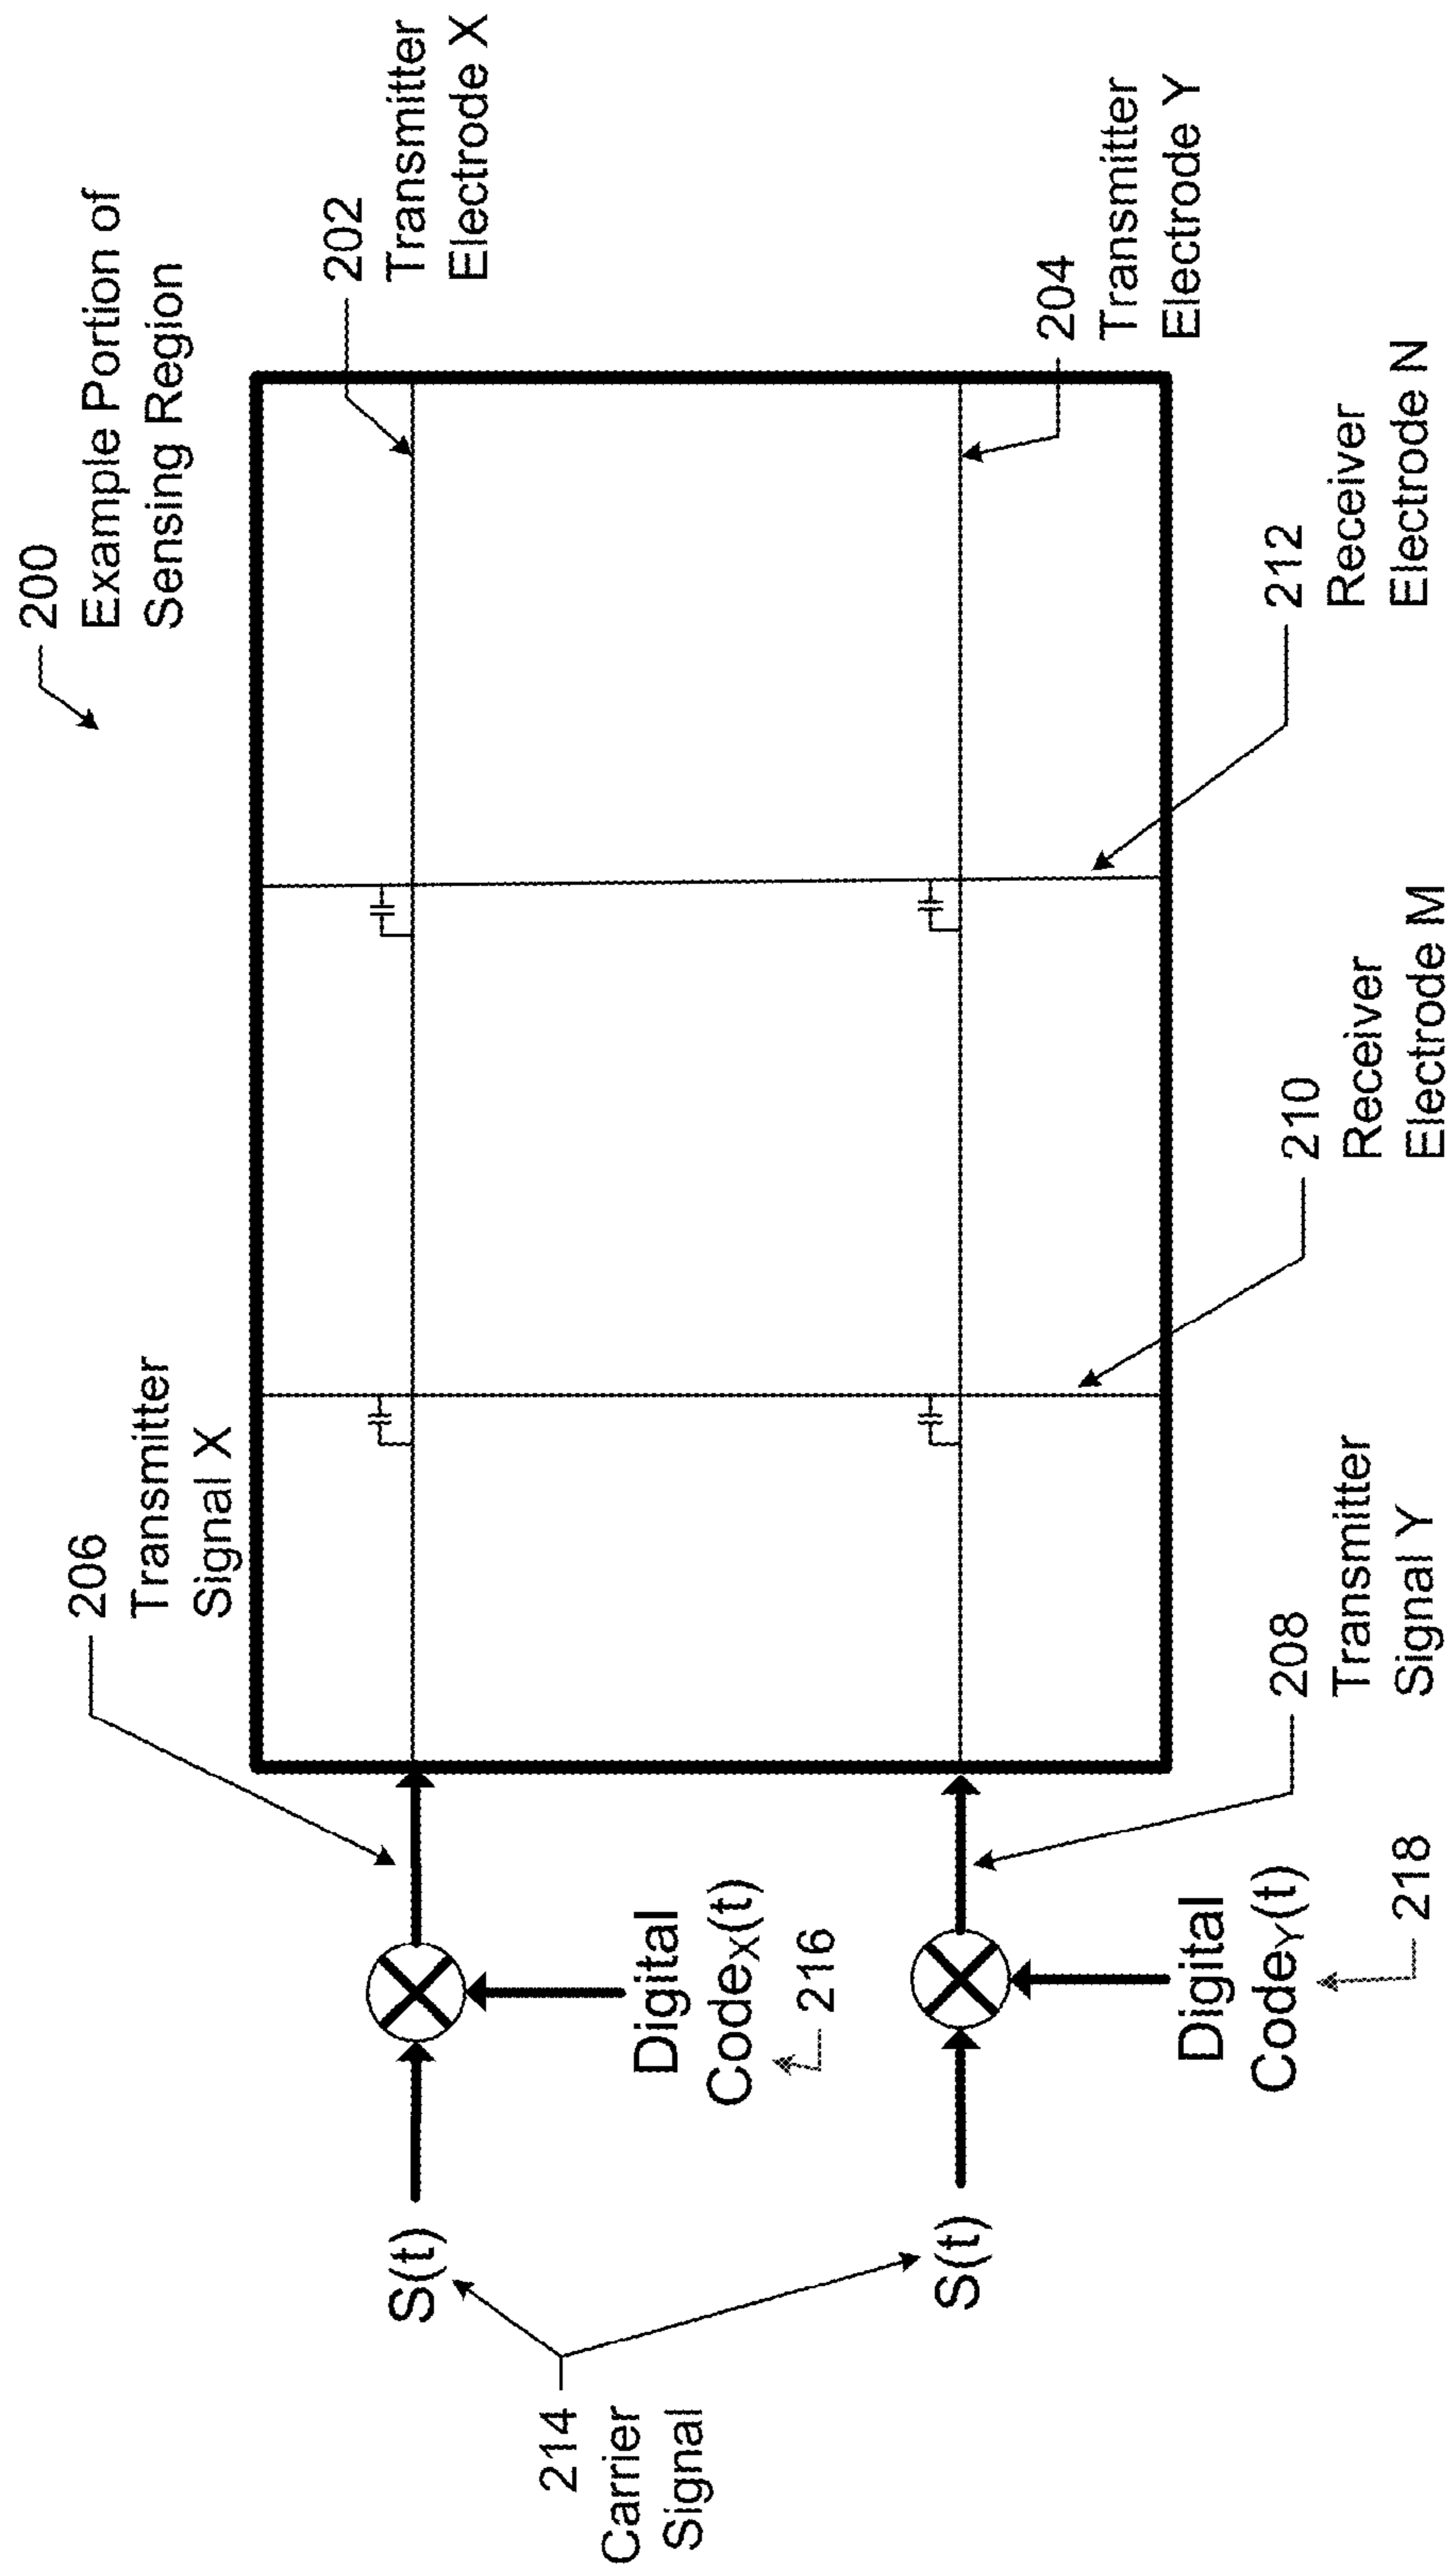 200
Example Portion of
Sensing Region
206
Transmitter
Signal X
202
Transmitter
Electrode X
214
Carrier
Signal
S(t)
Digital
CodeX(t)
216
S(t)
Digital
CodeY(t)
218
208
Transmitter
Signal Y
210
Receiver
Electrode M
212
Receiver
Electrode N
204
Transmitter
Electrode Y